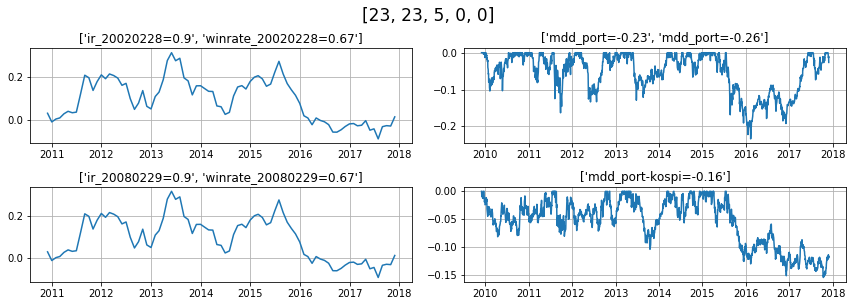 [23, 23, 5, 0, 0]
['ir_20020228=0.9', 'winrate_20020228=0.67']
0.2
0.0
2011 2012 2013 2014 2015 2016 2017 2018
['mdd_port=-0.23', 'mdd_port=-0.26']
0.0
−0.1
−0.2
2010 2011 2012 2013 2014 2015 2016 2017 2018
['ir_20080229=0.9', 'winrate_20080229=0.67']
0.2
0.0
2011 2012 2013 2014 2015 2016 2017 2018
['mdd_port-kospi=-0.16']
0.00
−0.05
−0.10
−0.15
2010 2011 2012 2013 2014 2015 2016 2017 2018